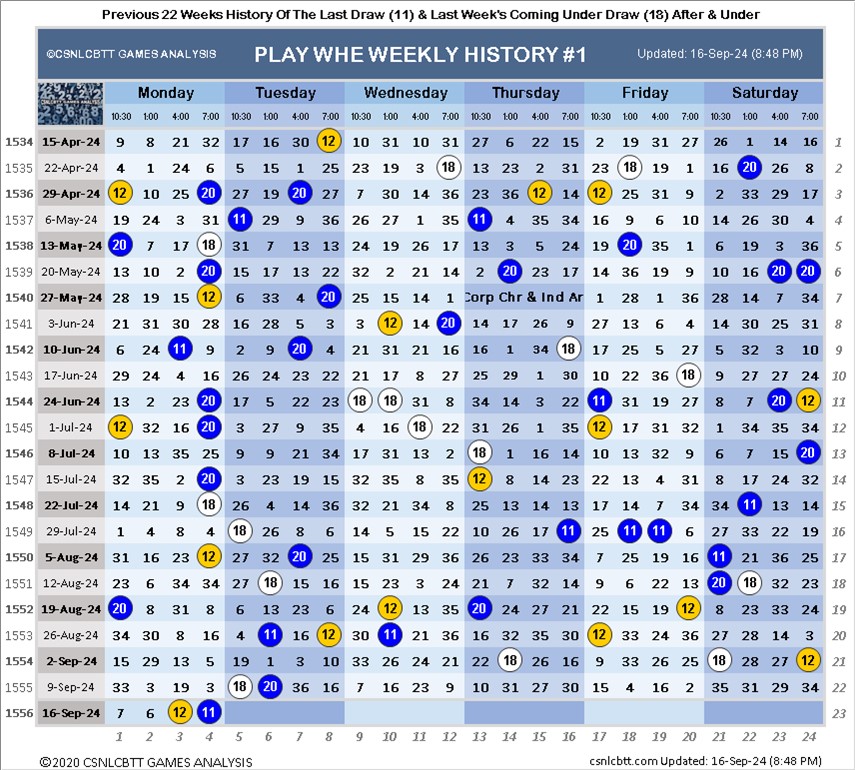 Previous 22 Weeks History Of The Last Draw (11) & Last Week's Coming Under Draw (18) After & Under
©CSNLCBTT GAMES ANALYSIS PLAY WHE WEEKLY HISTORY #1 Updated: 16-Sep-24 (8:48 PM)
Monday Tuesday Wednesday Thursday Friday Saturday
10:30 1:00 4:00 7:00 10:30 1:00 4:00 7:00 10:30 1:00 4:00 7:00 10:30 1:00 4:00 7:00 10:30 1:00 4:00 7:00 10:30 1:00 4:00 7:00
1534 15-Apr-24 9 8 21 32 17 16 30 12 10 31 10 31 27 6 22 15 2 19 31 27 26 1 14 16 1
1535 22-Apr-24 4 1 24 6 5 15 1 25 23 19 3 18 13 23 2 31 23 18 19 1 16 20 26 8 2
1536 29-Apr-24 12 10 25 20 27 19 20 27 7 30 14 36 23 36 12 14 12 25 31 9 2 33 29 17 3
1537 6-May-24 19 24 3 31 11 29 9 36 26 27 1 35 11 4 35 34 16 9 6 10 14 26 30 4 4
1538 13-May-24 20 7 17 18 31 7 13 13 24 19 26 17 13 3 5 24 19 20 35 1 6 19 3 36 5
1539 20-May-24 13 10 2 20 15 17 13 22 32 2 21 14 2 20 23 17 14 36 19 9 10 16 20 20 6
1540 27-May-24 28 19 15 12 6 33 4 20 25 15 14 1 Corp Chr & Ind Ar 1 28 1 36 28 14 7 34 7
1541 3-Jun-24 21 31 30 28 16 28 5 3 3 12 14 20 14 17 26 9 27 13 6 4 14 30 25 31 8
1542 10-Jun-24 6 24 11 9 2 9 20 4 21 31 21 16 16 1 34 18 17 25 5 27 5 32 3 10 9
1543 17-Jun-24 29 24 4 16 26 24 23 22 21 17 8 27 25 29 1 30 10 22 36 18 9 27 27 24 10
1544 24-Jun-24 13 2 23 20 17 5 22 23 18 18 31 8 34 14 3 22 11 31 19 27 8 7 20 12 11
1545 1-Jul-24 12 32 16 20 3 27 9 35 4 16 18 22 31 26 1 35 12 17 31 32 1 34 35 34 12
1546 8-Jul-24 10 13 35 25 9 9 21 34 17 31 13 2 18 1 16 14 8 13 32 9 6 7 15 20 13
1547 15-Jul-24 32 35 2 20 3 23 19 15 32 35 28 34 12 8 14 23 22 13 4 31 8 17 24 32 14
1548 22-Jul-24 14 21 9 18 26 4 14 36 32 21 34 8 25 13 14 13 17 14 7 34 34 11 15 14 15
1549 29-Jul-24 1 4 8 4 18 26 8 6 14 5 15 22 10 26 17 11 25 11 11 6 27 33 22 19 16
1550 5-Aug-24 31 16 23 12 27 32 20 25 15 31 29 36 26 23 33 34 7 25 19 16 11 21 36 25 17
1551 12-Aug-24 23 6 34 34 27 18 15 16 15 23 3 24 21 7 32 14 9 6 22 13 20 18 32 23 18
1552 19-Aug-24 20 8 31 8 6 13 23 6 24 12 13 35 20 24 27 21 22 15 19 20 8 23 33 24 19
1553 26-Aug-24 34 30 8 16 4 11 16 12 30 11 21 36 16 32 35 30 12 33 24 36 27 28 14 3 20
1554 2-Sep-24 15 29 13 5 19 1 3 10 33 25 26 21 22 18 26 16 9 33 26 25 18 28 27 12 21
1555 9-Sep-24 33 3 19 3 18 20 36 16 7 16 23 9 10 31 27 30 15 4 16 2 35 31 29 34 22
1556 16-Sep-24 7 6 12 11 23
1 2 3 4 5 6 7 8 9 10 11 12 13 14 15 16 17 18 19 20 21 22 23 24
©2020 CSNLCBTT GAMES ANALYSIS csnlcbtt.com Updated: 16-Sep-24 (8:48 PM)